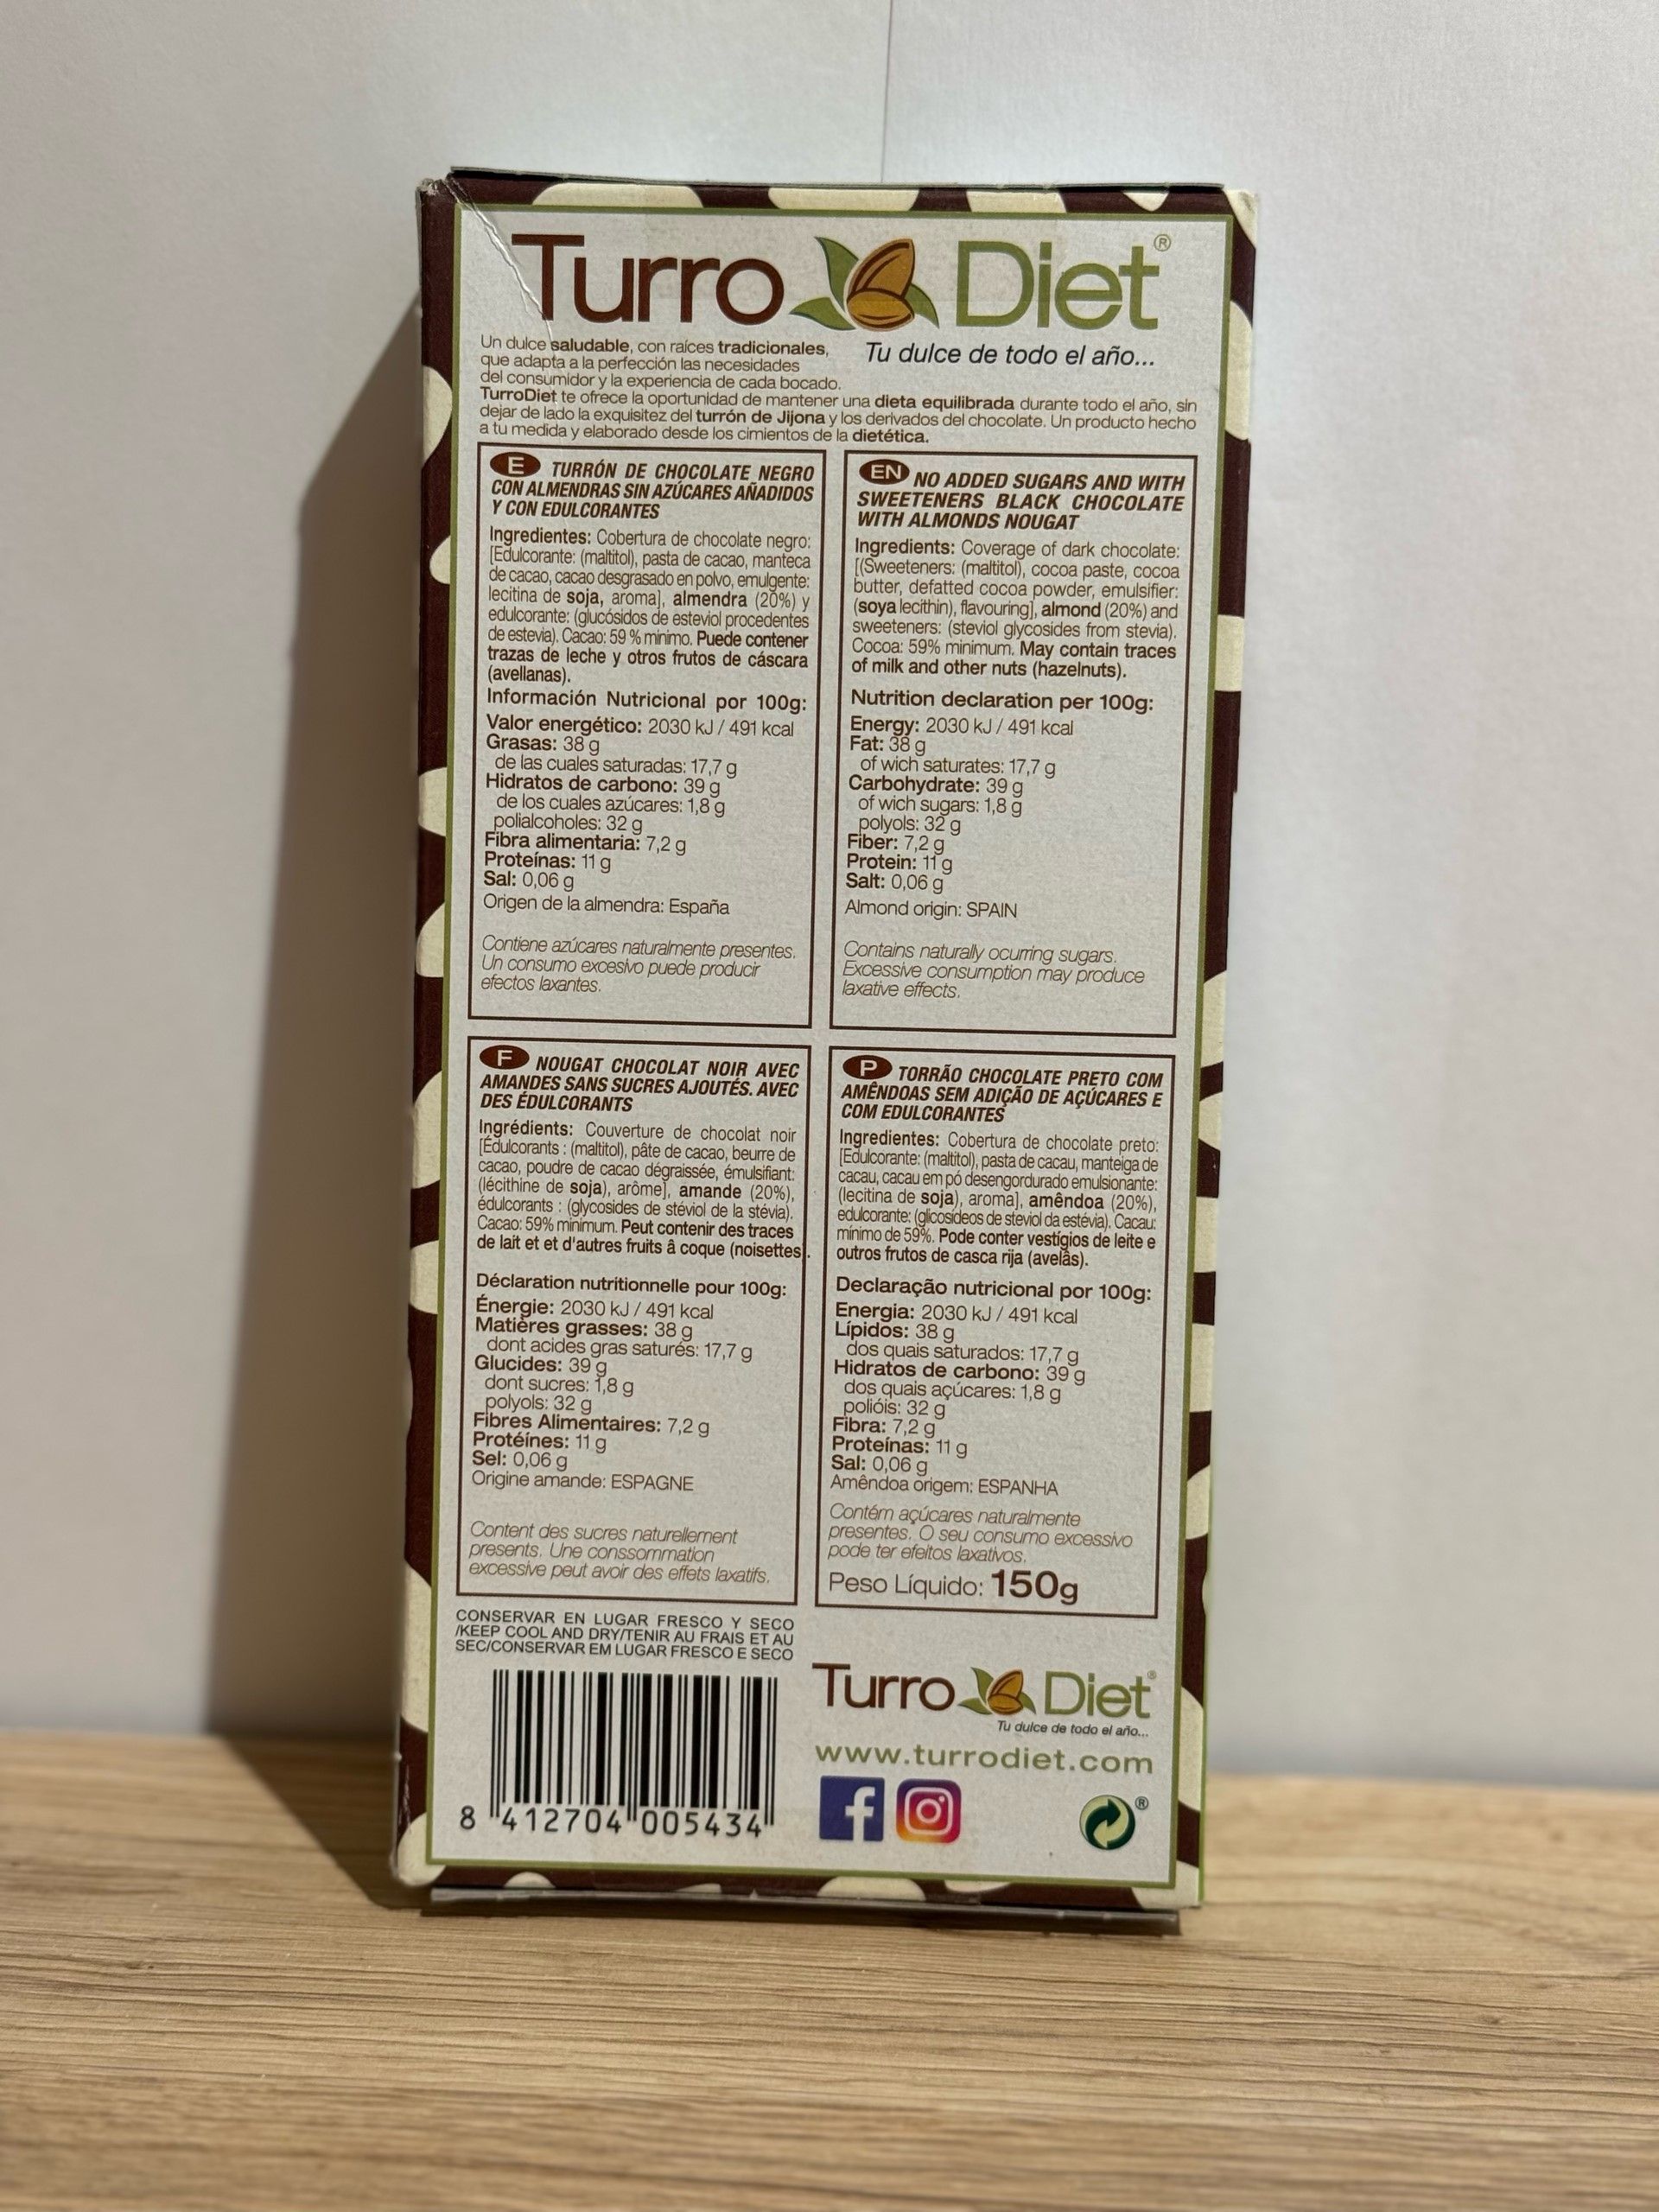 Turro Diet®
Un dulce saludable, con raíces tradicionales,
que adapta a la perfección las necesidades
del consumidor y la experiencia de cada bocado.
Tu dulce de todo el año...
TurroDiet te ofrece la oportunidad de mantener una dieta equilibrada durante todo el año, sin
dejar de lado la exquisitez del turrón de Jijona y los derivados del chocolate. Un producto hecho
a tu medida y elaborado desde los cimientos de la dietética.
E TURRÓN DE CHOCOLATE NEGRO
CON ALMENDRAS SIN AZÚCARES AÑADIDOS
Y CON EDULCORANTES
Ingredientes: Cobertura de chocolate negro:
[Edulcorante: (maltitol), pasta de cacao, manteca
de cacao, cacao desgrasado en polvo, emulgente:
lecitina de soja, aroma], almendra (20%) y
edulcorante: (glucósidos de esteviol procedentes
de estevia). Cacao: 59 % minimo. Puede contener
trazas de leche y otros frutos de cáscara
(avellanas).
Información Nutricional por 100g:
Valor energético: 2030 kJ / 491 kcal
Grasas: 38 g
de las cuales saturadas: 17,7 g
Hidratos de carbono: 39 g
de los cuales azúcares: 1,8 g
polialcoholes: 32 g
Fibra alimentaria: 7,2 g
Proteínas: 11 g
Sal: 0,06 g
Origen de la almendra: España
Contiene azúcares naturalmente presentes.
Un consumo excesivo puede producir
efectos laxantes.
EN NO ADDED SUGARS AND WITH
SWEETENERS BLACK CHOCOLATE
WITH ALMONDS NOUGAT
Ingredients: Coverage of dark chocolate:
[(Sweeteners: (maltitol), cocoa paste, cocoa
butter, defatted cocoa powder, emulsifier:
(soya lecithin), flavouring], almond (20%) and
sweeteners: (steviol glycosides from stevia).
Cocoa: 59% minimum. May contain traces
of milk and other nuts (hazelnuts).
Nutrition declaration per 100g:
Energy: 2030 kJ / 491 kcal
Fat: 38 g
of wich saturates: 17,7 g
Carbohydrate: 39 g
of wich sugars: 1,8 g
polyols: 32 g
Fiber: 7,2 g
Protein: 11 g
Salt: 0,06 g
Almond origin: SPAIN
Contains naturally ocurring sugars.
Excessive consumption may produce
laxative effects.
F NOUGAT CHOCOLAT NOIR AVEC
AMANDES SANS SUCRES AJOUTÉS. AVEC
DES ÉDULCORANTS
Ingrédients: Couverture de chocolat noir
[Édulcorants : (maltitol), pâte de cacao, beurre de
cacao, poudre de cacao dégraissée, émulsifiant:
(lécithine de soja), arôme], amande (20%),
édulcorants : (glycosides de stéviol de la stévia).
Cacao: 59% minimum. Peut contenir des traces
de lait et et d'autres fruits â coque (noisettes).
Déclaration nutritionnelle pour 100g:
Énergie: 2030 kJ / 491 kcal
Matières grasses: 38 g
dont acides gras saturés: 17,7 g
Glucides: 39 g
dont sucres: 1,8 g
polyols: 32 g
Fibres Alimentaires: 7,2 g
Protéines: 11 g
Sel: 0,06 g
Origine amande: ESPAGNE
Content des sucres naturellement
presents. Une conssommation
excessive peut avoir des effets laxatifs.
P TORRÃO CHOCOLATE PRETO COM
AMÊNDOAS SEM ADIÇÃO DE AÇÚCARES E
COM EDULCORANTES
Ingredientes: Cobertura de chocolate preto:
[Edulcorante: (maltitol), pasta de cacau, manteiga de
cacau, cacau em pó desengordurado emulsionante:
(lecitina de soja), aroma], amêndoa (20%),
edulcorante: (glicosídeos de steviol da estévia). Cacau:
mínimo de 59%. Pode conter vestígios de leite e
outros frutos de casca rija (avelâs).
Declaração nutricional por 100g:
Energia: 2030 kJ / 491 kcal
Lípidos: 38 g
dos quais saturados: 17,7 g
Hidratos de carbono: 39 g
dos quais açúcares: 1,8 g
polióis: 32 g
Fibra: 7,2 g
Proteínas: 11 g
Sal: 0,06 g
Amêndoa origem: ESPANHA
Contém açúcares naturalmente
presentes. O seu consumo excessivo
pode ter efeitos laxativos.
Peso Líquido: 150g
CONSERVAR EN LUGAR FRESCO Y SECO
/KEEP COOL AND DRY/TENIR AU FRAIS ET AU
SEC/CONSERVAR EM LUGAR FRESCO E SECO
8 412704 005434
Turro Diet®
Tu dulce de todo el año...
www.turrodiet.com
®